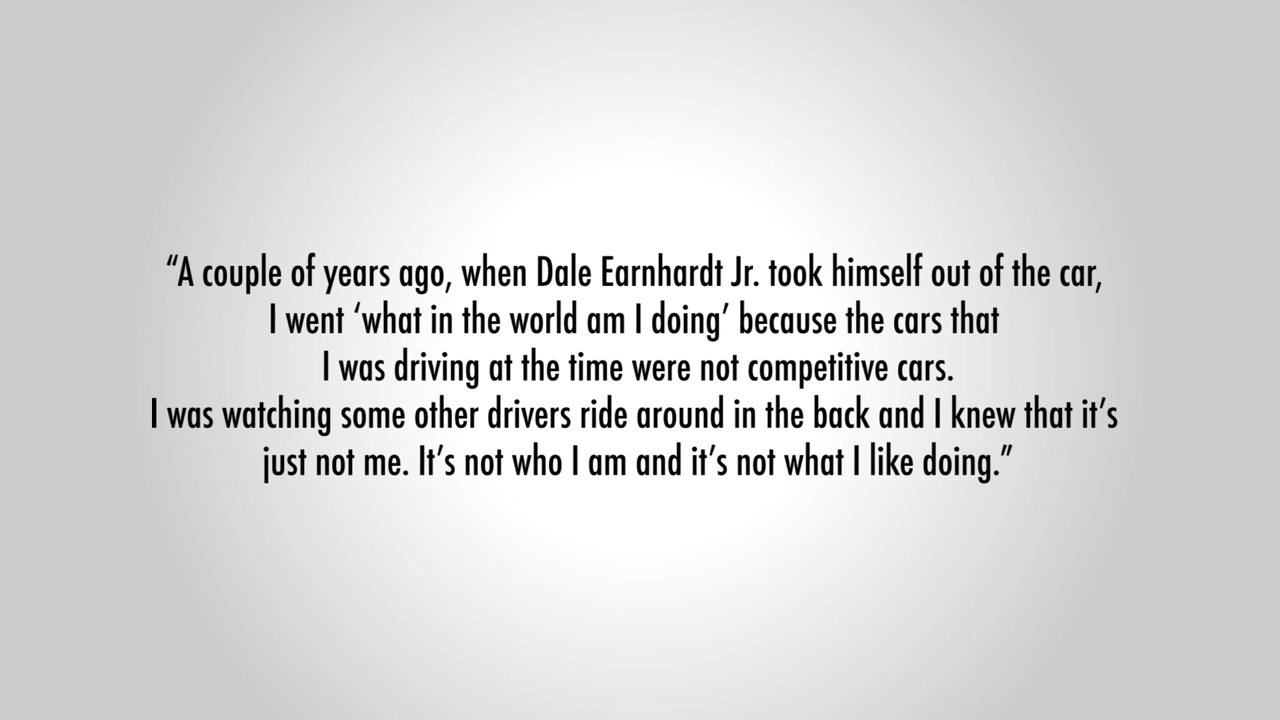 “A couple of years ago, when Dale Earnhardt Jr. took himself out of the car,
I went ‘what in the world am I doing’ because the cars that
I was driving at the time were not competitive cars.
I was watching some other drivers ride around in the back and I knew that it’s
just not me. It’s not who I am and it’s not what I like doing.”